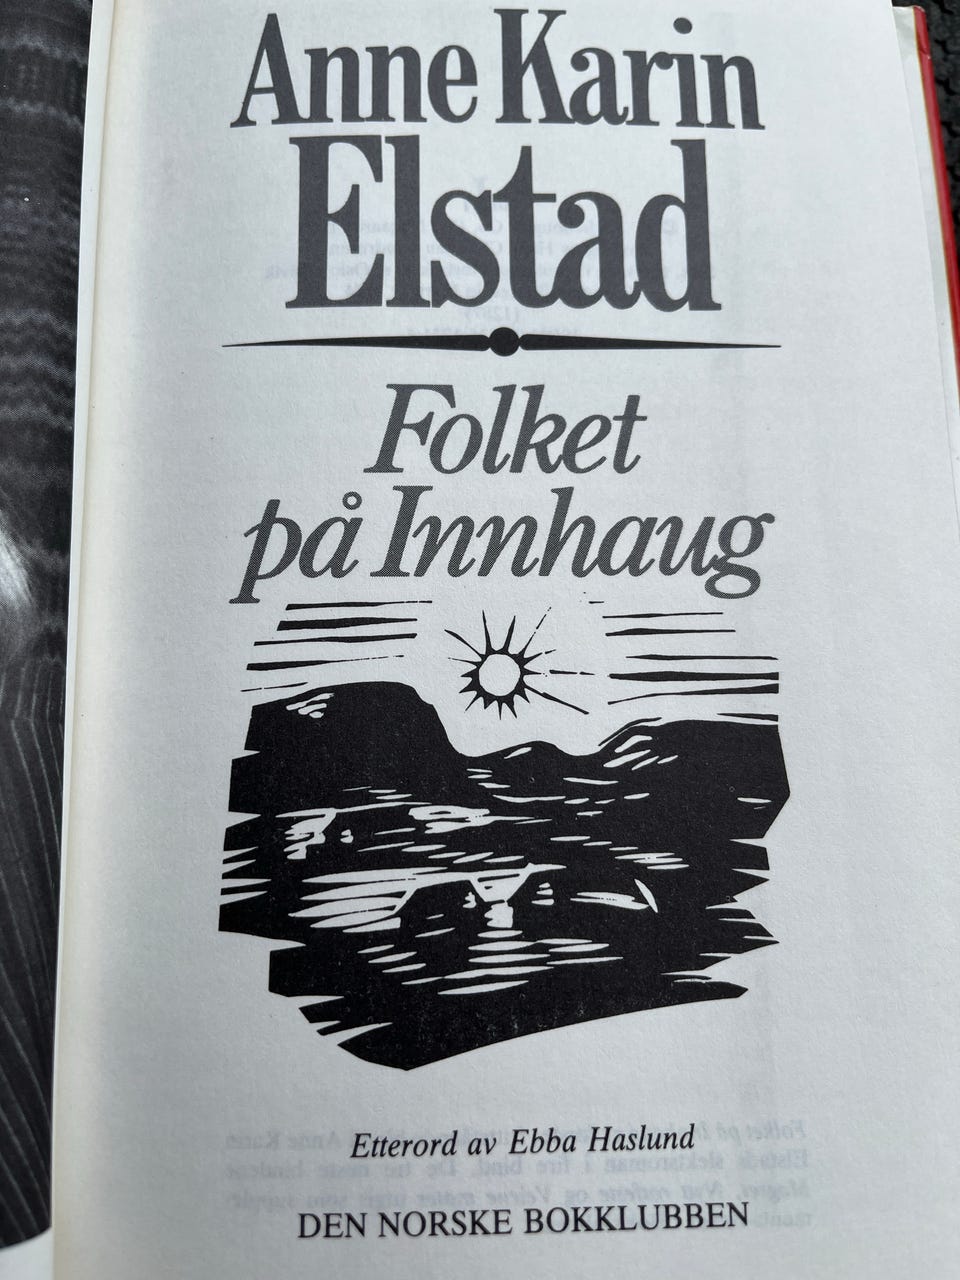 Anne Karin
Elstad
Folket
på Innhaug
Etterord av Ebba Haslund
DEN NORSKE BOKKLUBBEN